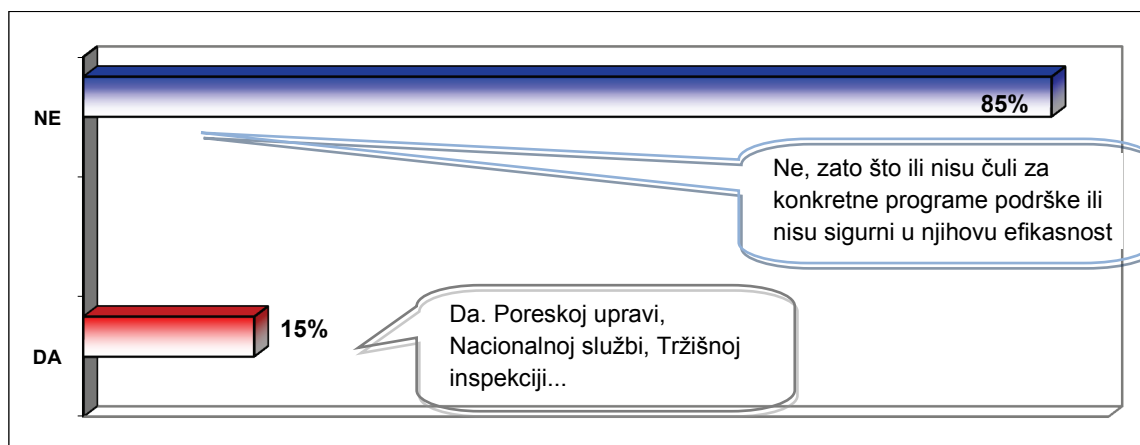 NE
85%
Ne, zato što ili nisu čuli za
konkretne programe podrške ili
nisu sigurni u njihovu efikasnost
DA
15%
Da. Poreskoj upravi,
Nacionalnoj službi, Tržišnoj
inspekciji...